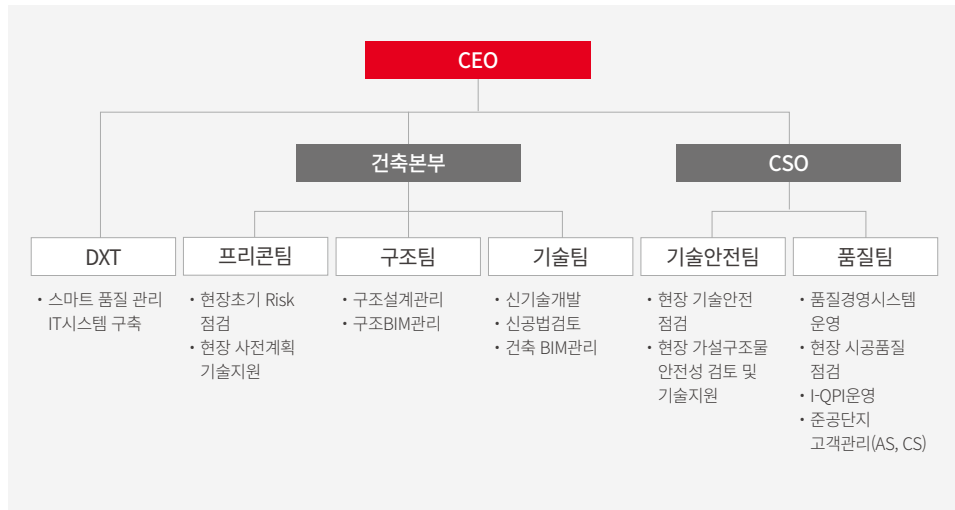 CEO
건축본부
CSO
DXT
프리콘팀
구조팀
기술팀
기술안전팀
품질팀
• 스마트 품질 관리
IT시스템 구축
• 현장초기 Risk
점검
• 현장 사전계획
기술지원
• 구조설계관리
• 구조BIM관리
• 신기술개발
• 신공법검토
• 건축 BIM관리
• 현장 기술안전
점검
• 현장 가설구조물
안전성 검토 및
기술지원
• 품질경영시스템
운영
• 현장 시공품질
점검
• I-QPI운영
• 준공단지
고객관리(AS, CS)